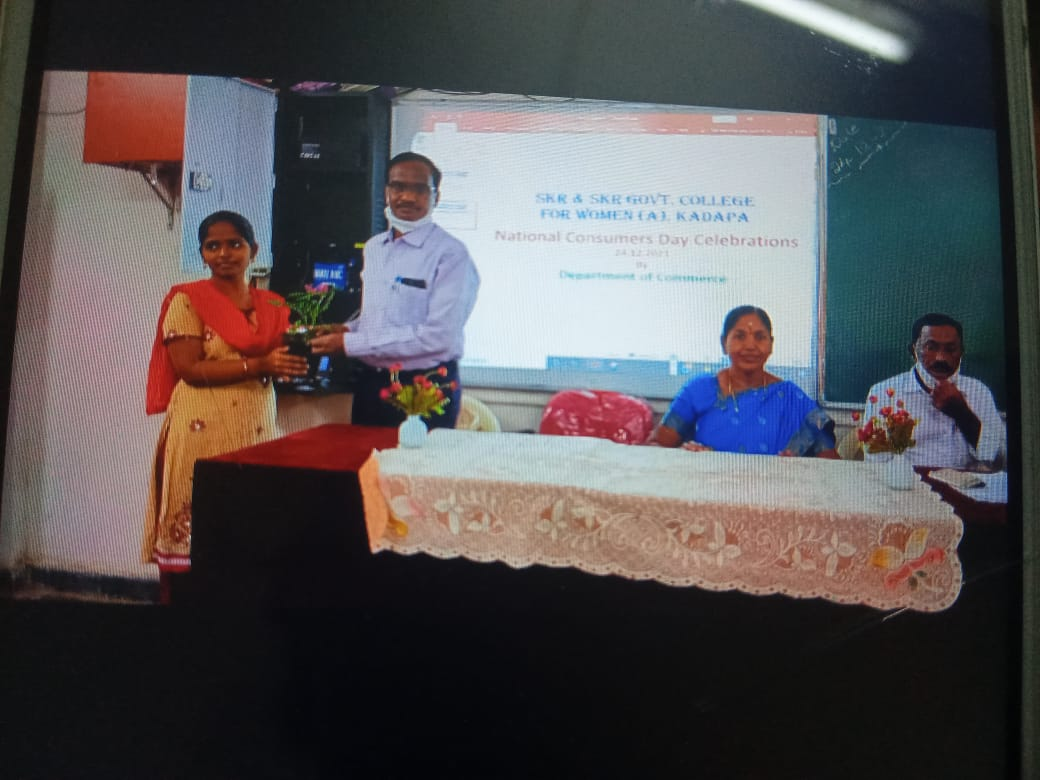 SKR & SKR GOVT. COLLEGE
FOR WOMEN (A), KADAPA
National Consumers Day Celebrations
24.12.2021
By
Department of Commerce